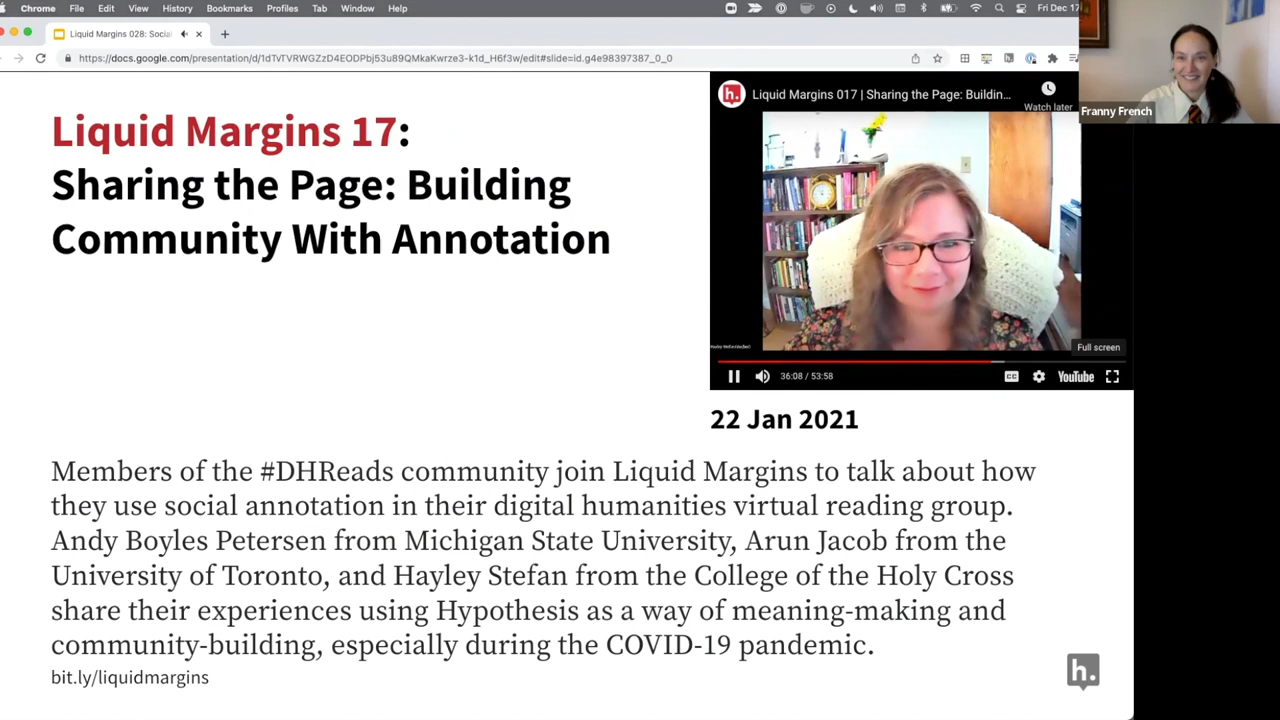 Chrome File Edit View History Bookmarks Profiles Tab Window Help Fri Dec
Liquid Margins 028: Social
https://docs.google.com/presentation/d/1dTvTVRWGZzD4EODPbj53u89QMkaKwrze3-k1d_H6f3w/edit#slide=id.g4e98397387_0_0
Franny French
Liquid Margins 17:
Sharing the Page: Building
Community With Annotation
h.
Liquid Margins 017 | Sharing the Page: Buildin...
Watch later
Full screen
36:08 / 53:58
CC
YouTube
22 Jan 2021
Members of the #DHReads community join Liquid Margins to talk about how
they use social annotation in their digital humanities virtual reading group.
Andy Boyles Petersen from Michigan State University, Arun Jacob from the
University of Toronto, and Hayley Stefan from the College of the Holy Cross
share their experiences using Hypothesis as a way of meaning-making and
community-building, especially during the COVID-19 pandemic.
bit.ly/liquidmargins
h.